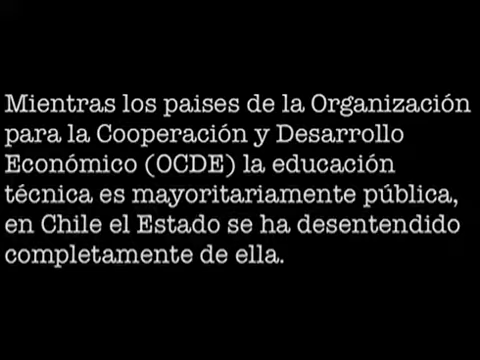 Mientras los paises de la Organización
para la Cooperación y Desarrollo
Económico (OCDE) la educación
técnica es mayoritariamente pública,
en Chile el Estado se ha desentendido
completamente de ella.